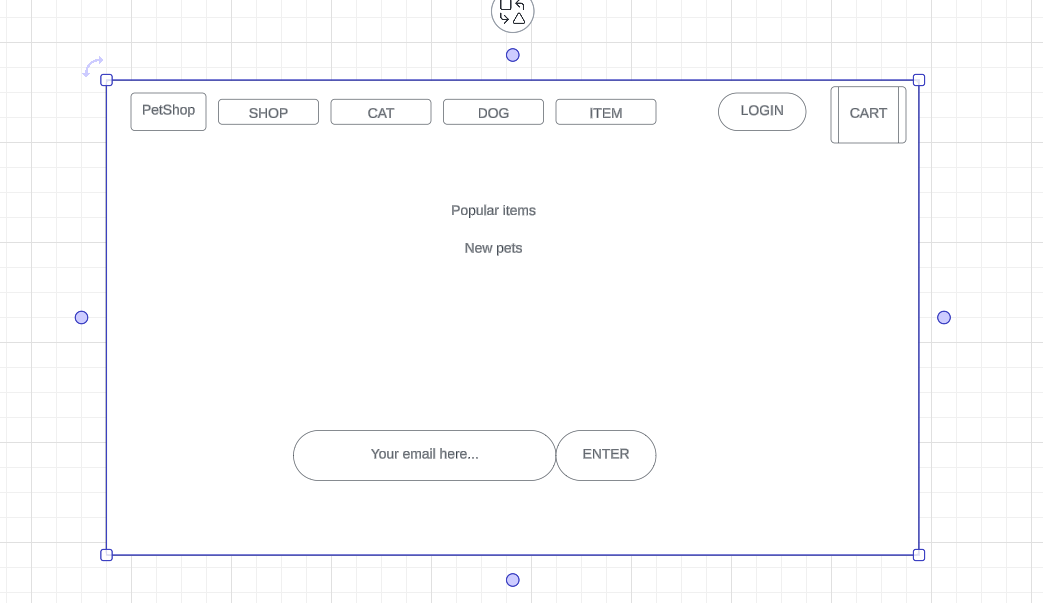 PetShop
SHOP
CAT
DOG
ITEM
LOGIN
CART
Popular items
New pets
Your email here...
ENTER